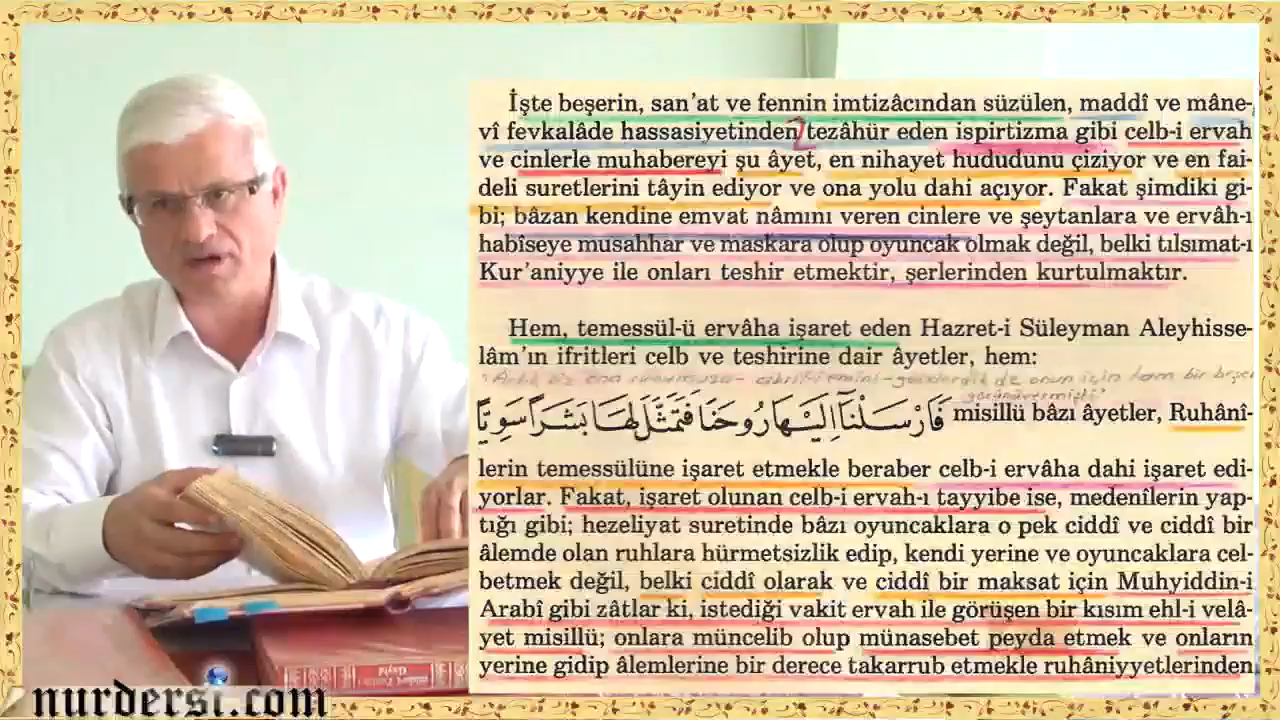 İşte beşerin, san'at ve fennin imtizâcından süzülen, maddî ve mâne-
vî fevkalâde hassasiyetinden tezâhür eden ispirtizma gibi celb-i ervah
ve cinlerle muhabereyi şu âyet, en nihayet hududunu çiziyor ve en fai-
deli suretlerini tâyin ediyor ve ona yolu dahi açıyor. Fakat şimdiki gi-
bi; bâzan kendine emvat nâmını veren cinlere ve şeytanlara ve ervâh-ı
habîseye musahhar ve maskara olup oyuncak olmak değil, belki tılsımat-ı
Kur'aniyye ile onları teshir etmektir, şerlerinden kurtulmaktır.
Hem, temessül-ü ervâha işaret eden Hazret-i Süleyman Aleyhisse-
lâm'ın ifritleri celb ve teshirine dair âyetler, hem:
فَاَرْسَلْنَٓا اِلَيْهَا رُوحَنَا فَتَمَثَّلَ لَهَا بَشَرًا سَوِيًّا misillü bâzı âyetler, Ruhânî-
lerin temessülüne işaret etmekle beraber celb-i ervâha dahi işaret edi-
yorlar. Fakat, işaret olunan celb-i ervah-ı tayyibe ise, medenîlerin yap-
tığı gibi; hezeliyat suretinde bâzı oyuncaklara o pek ciddî ve ciddî bir
âlemde olan ruhlara hürmetsizlik edip, kendi yerine ve oyuncaklara cel-
betmek değil, belki ciddî olarak ve ciddî bir maksat için Muhyiddin-i
Arabî gibi zâtlar ki, istediği vakit ervah ile görüşen bir kısım ehl-i velâ-
yet misillü; onlara müncelib olup münasebet peyda etmek ve onların
yerine gidip âlemlerine bir derece takarrub etmekle ruhâniyyetlerinden
nurdersi.com